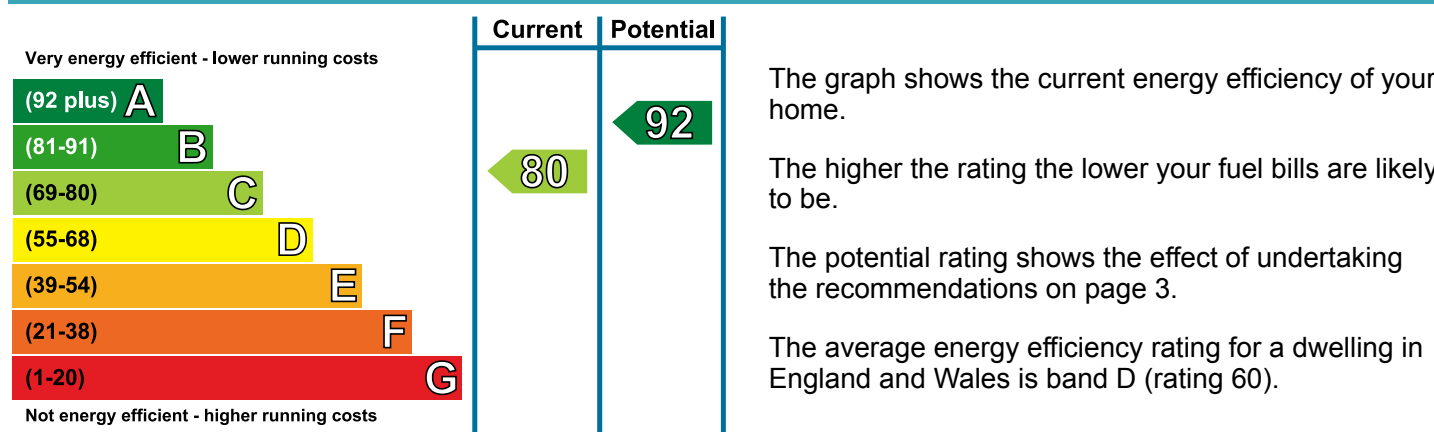 Current Potential
Very energy efficient - lower running costs
(92 plus) A
(81-91) B
(69-80) C
(55-68) D
(39-54) E
(21-38) F
(1-20) G
Not energy efficient - higher running costs
80
92
The graph shows the current energy efficiency of your
home.
The higher the rating the lower your fuel bills are likely
to be.
The potential rating shows the effect of undertaking
the recommendations on page 3.
The average energy efficiency rating for a dwelling in
England and Wales is band D (rating 60).